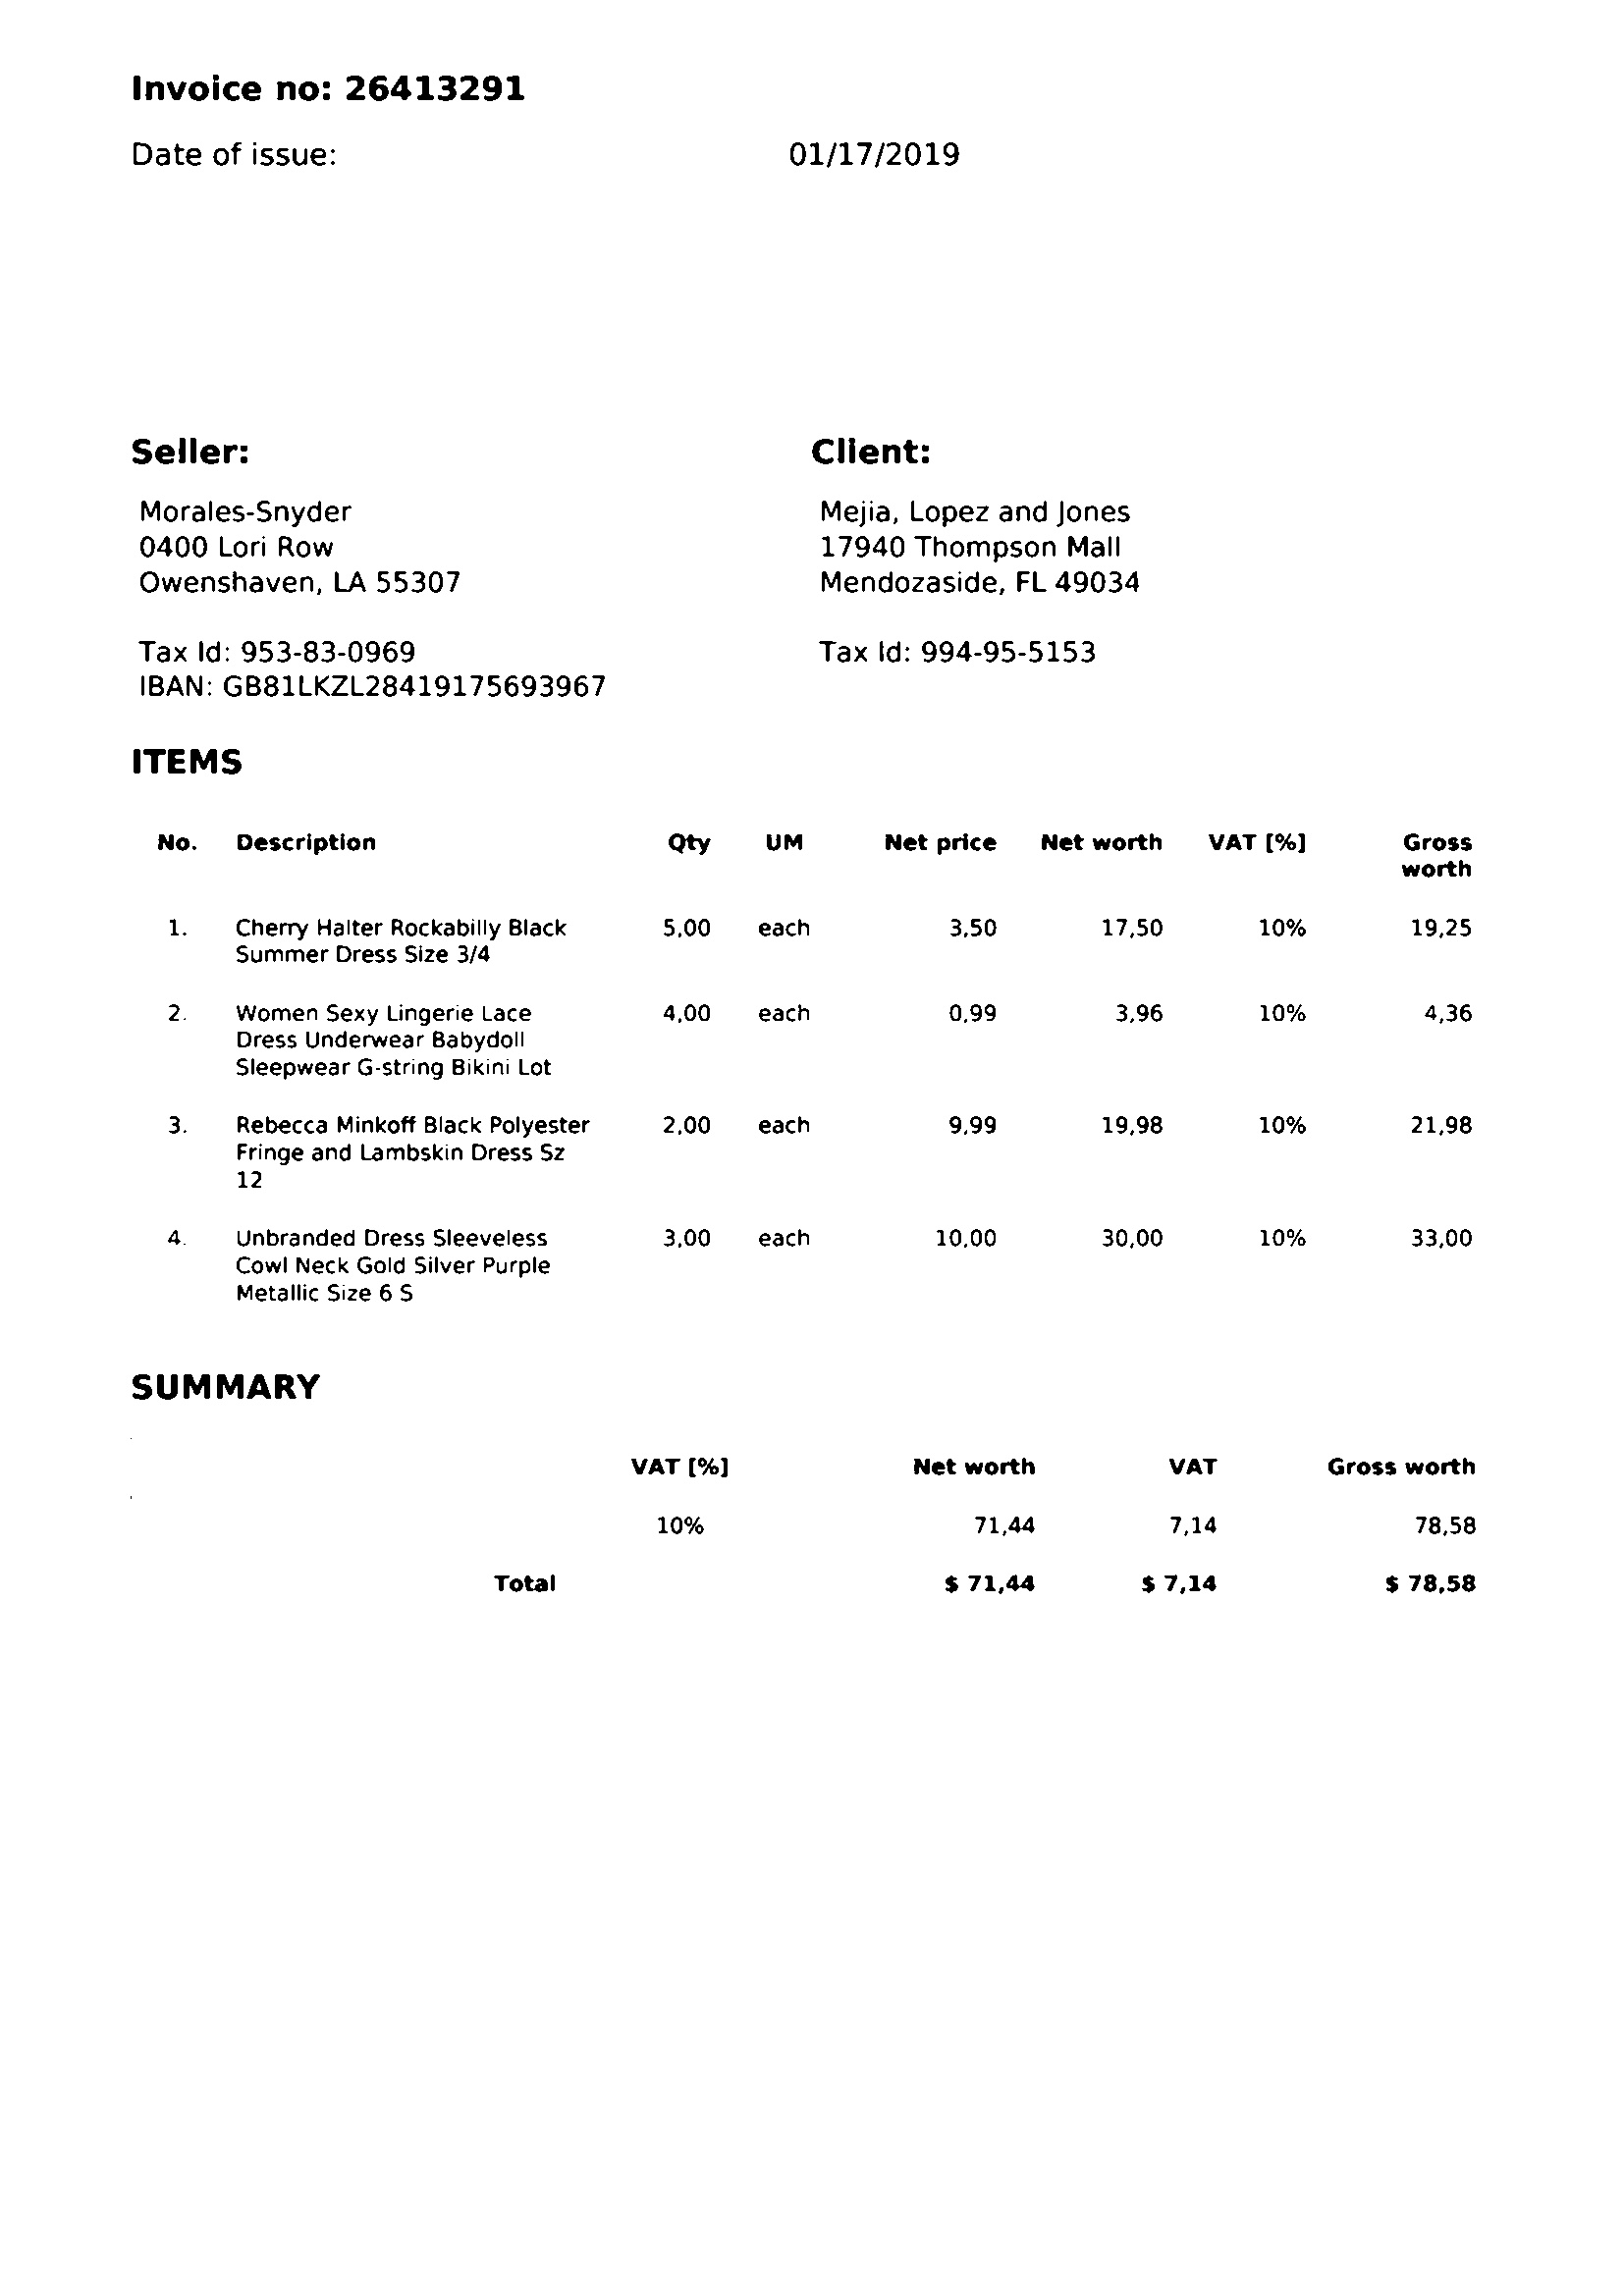 Invoice no: 26413291
Date of issue: 01/17/2019
Seller: Client:
Morales-Snyder Mejia, Lopez and Jones
0400 Lori Row 17940 Thompson Mall
Owenshaven, LA 55307 Mendozaside, FL 49034
Tax Id: 953-83-0969 Tax Id: 994-95-5153
IBAN: GB81LKZL28419175693967
ITEMS
No. Description Qty UM Net price Net worth VAT [%] Gross
worth
1. Cherry Halter Rockabilly Black 5,00 each 3,50 17,50 10% 19,25
Summer Dress Size 3/4
2. Women Sexy Lingerie Lace 4,00 each 0,99 3,96 10% 4,36
Dress Underwear Babydoll
Sleepwear G-string Bikini Lot
3. Rebecca Minkoff Black Polyester 2,00 each 9,99 19,98 10% 21,98
Fringe and Lambskin Dress Sz
12
4. Unbranded Dress Sleeveless 3,00 each 10,00 30,00 10% 33,00
Cowl Neck Gold Silver Purple
Metallic Size 6 S
SUMMARY
VAT [%] Net worth VAT Gross worth
10% 71,44 7,14 78,58
Total $ 71,44 $ 7,14 $ 78,58